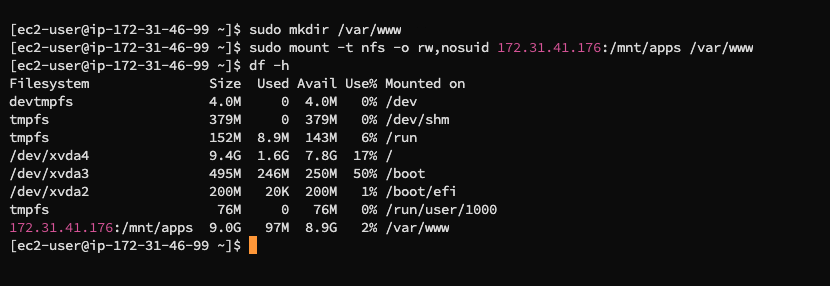 [ec2-user@ip-172-31-46-99 ~]$ sudo mkdir /var/www
[ec2-user@ip-172-31-46-99 ~]$ sudo mount -t nfs -o rw,nosuid 172.31.41.176:/mnt/apps /var/www
[ec2-user@ip-172-31-46-99 ~]$ df -h
Filesystem Size Used Avail Use% Mounted on
devtmpfs 4.0M 0 4.0M 0% /dev
tmpfs 379M 0 379M 0% /dev/shm
tmpfs 152M 8.9M 143M 6% /run
/dev/xvda4 9.4G 1.6G 7.8G 17% /
/dev/xvda3 495M 246M 250M 50% /boot
/dev/xvda2 200M 20K 200M 1% /boot/efi
tmpfs 76M 0 76M 0% /run/user/1000
172.31.41.176:/mnt/apps 9.0G 97M 8.9G 2% /var/www
[ec2-user@ip-172-31-46-99 ~]$